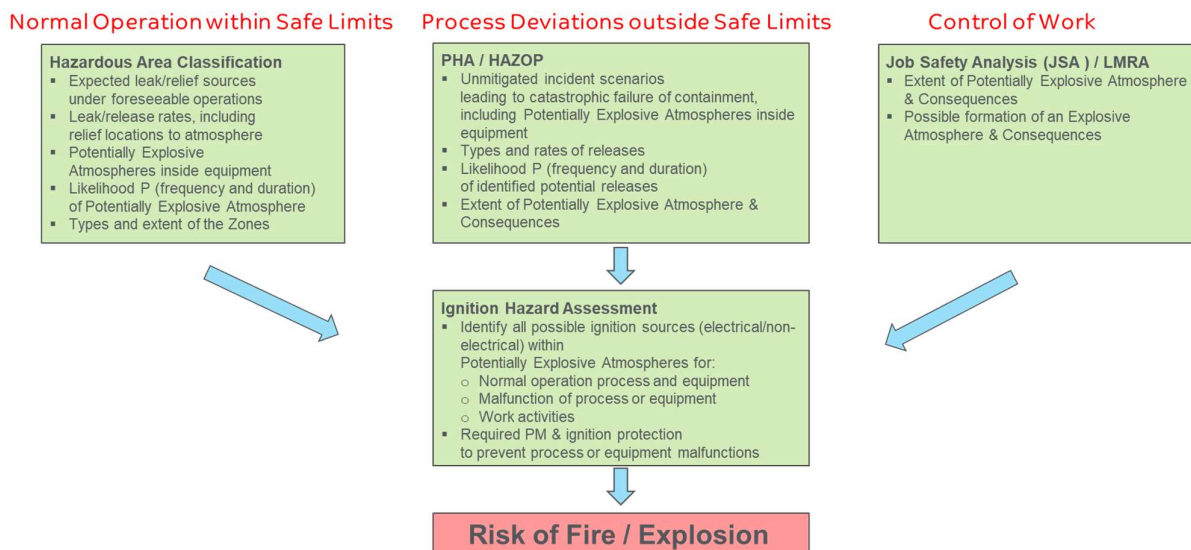 Normal Operation within Safe Limits
Process Deviations outside Safe Limits
Control of Work
Hazardous Area Classification
▪ Expected leak/relief sources
under foreseeable operations
▪ Leak/release rates, including
relief locations to atmosphere
▪ Potentially Explosive
Atmospheres inside equipment
▪ Likelihood P (frequency and duration)
of Potentially Explosive Atmosphere
▪ Types and extent of the Zones
PHA / HAZOP
▪ Unmitigated incident scenarios
leading to catastrophic failure of containment,
including Potentially Explosive Atmospheres inside
equipment
▪ Types and rates of releases
▪ Likelihood P (frequency and duration)
of identified potential releases
▪ Extent of Potentially Explosive Atmosphere &
Consequences
Job Safety Analysis (JSA ) / LMRA
▪ Extent of Potentially Explosive Atmosphere
& Consequences
▪ Possible formation of an Explosive
Atmosphere & Consequences
Ignition Hazard Assessment
▪ Identify all possible ignition sources (electrical/non-
electrical) within
Potentially Explosive Atmospheres for:
o Normal operation process and equipment
o Malfunction of process or equipment
o Work activities
▪ Required PM & ignition protection
to prevent process or equipment malfunctions
Risk of Fire / Explosion